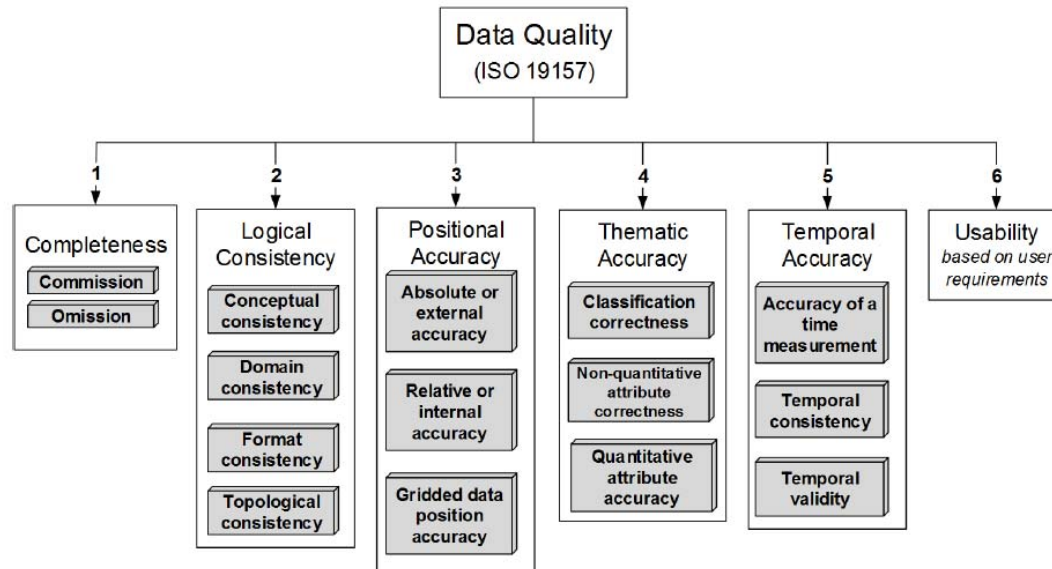 Data Quality
(ISO 19157)
1
2
3
4
5
6
Completeness
Commission
Omission
Logical
Consistency
Conceptual
consistency
Domain
consistency
Format
consistency
Topological
consistency
Positional
Accuracy
Absolute or
external
accuracy
Relative or
internal
accuracy
Gridded data
position
accuracy
Thematic
Accuracy
Classification
correctness
Non-quantitative
attribute
correctness
Quantitative
attribute
accuracy
Temporal
Accuracy
Accuracy of a
time
measurement
Temporal
consistency
Temporal
validity
Usability
based on user
requirements